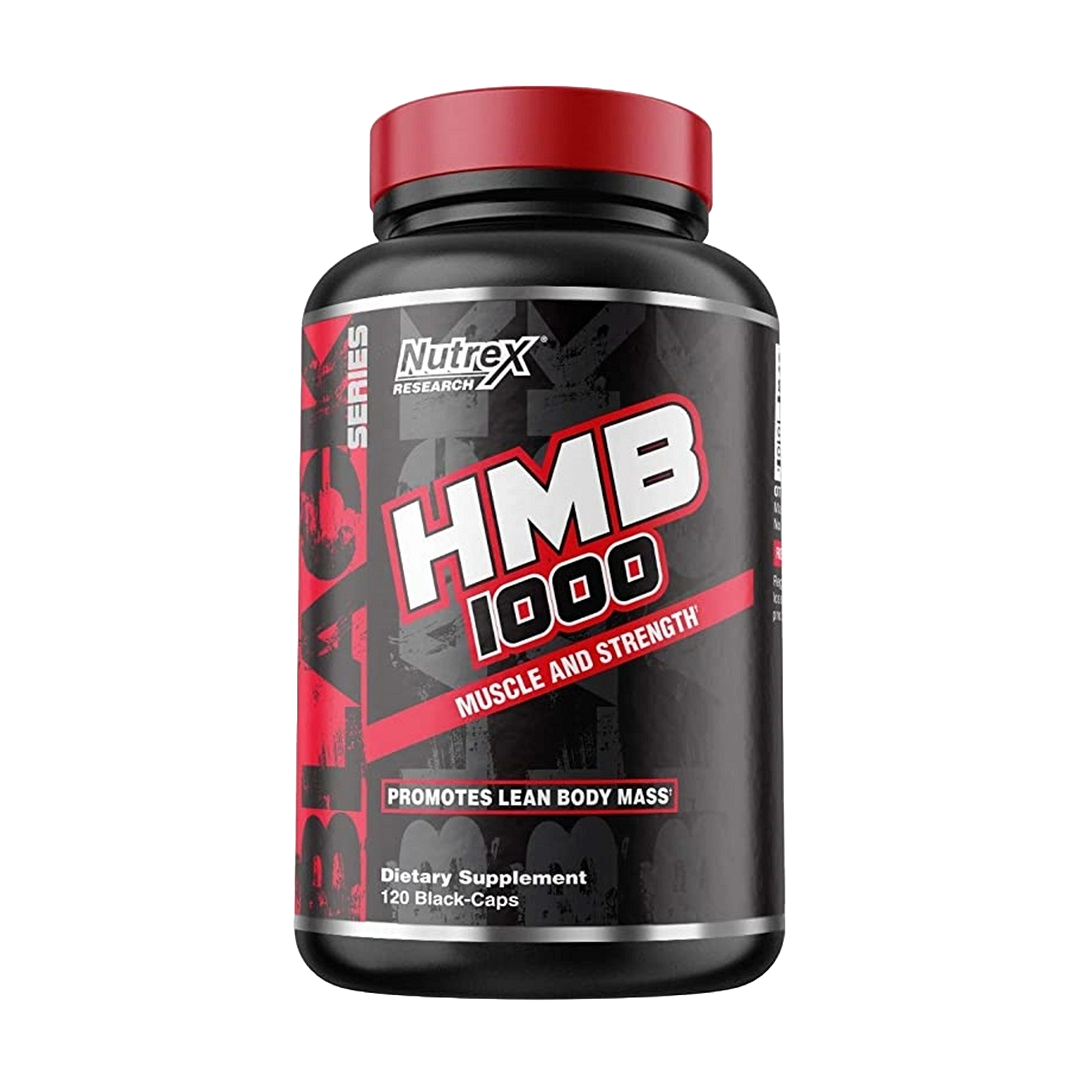 BLACK
SERIES
Nutrex®
RESEARCH
HMB
1000
MUSCLE AND STRENGTH†
PROMOTES LEAN BODY MASS†
Dietary Supplement
120 Black-Caps